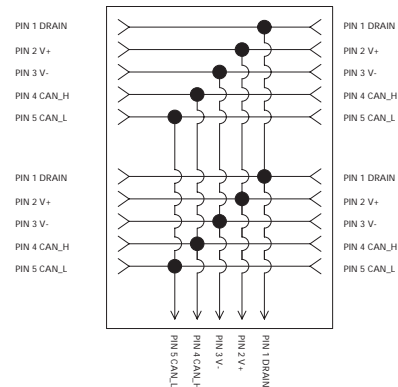 PIN 1 DRAIN PIN 1 DRAIN
PIN 2 V+ PIN 2 V+
PIN 3 V- PIN 3 V-
PIN 4 CAN_H PIN 4 CAN_H
PIN 5 CAN_L PIN 5 CAN_L
PIN 1 DRAIN PIN 1 DRAIN
PIN 2 V+ PIN 2 V+
PIN 3 V- PIN 3 V-
PIN 4 CAN_H PIN 4 CAN_H
PIN 5 CAN_L PIN 5 CAN_L
PIN 5 CAN_L
PIN 4 CAN_H
PIN 3 V-
PIN 2 V+
PIN 1 DRAIN